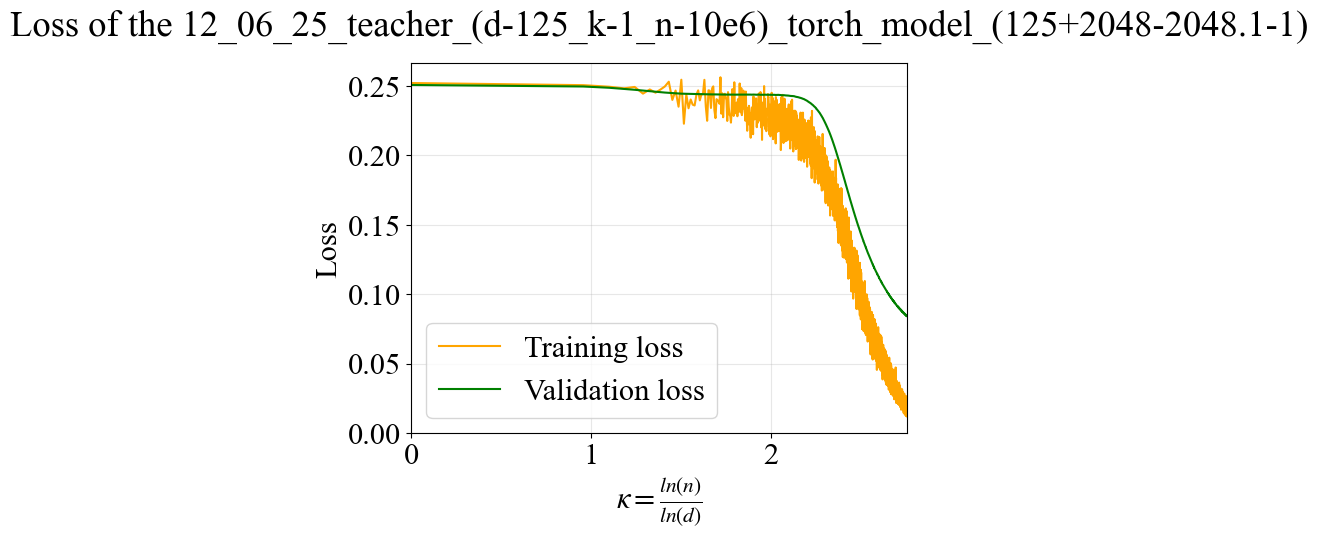 Loss of the 12_06_25_teacher_(d-125_k-1_n-10e6)_torch_model_(125+2048-2048.1-1)
0.25
0.20
0.15
0.10
0.05
0.00
Loss
Training loss
Validation loss
0 1 2
κ = ln(n)/ln(d)